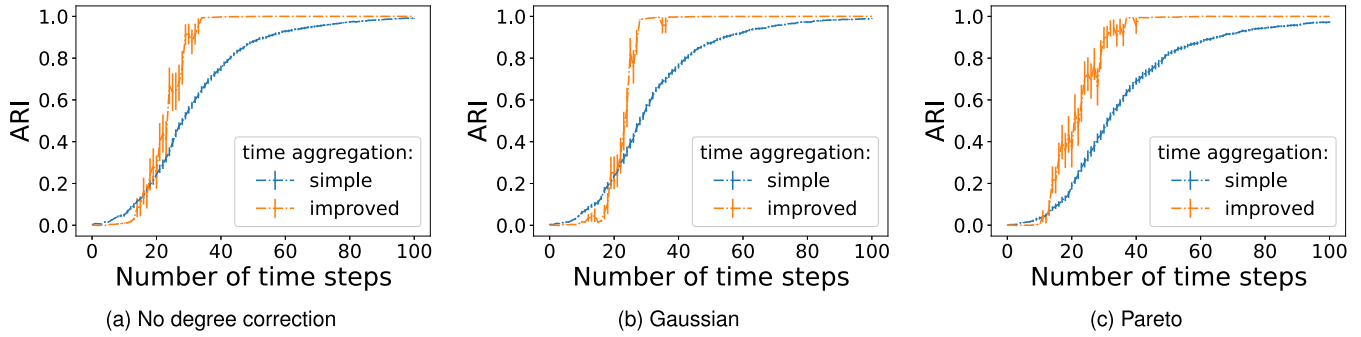 ARI
1.0
0.8
0.6
0.4
0.2
0.0
time aggregation:
simple
improved
0 20 40 60 80 100
Number of time steps
(a) No degree correction
ARI
1.0
0.8
0.6
0.4
0.2
0.0
time aggregation:
simple
improved
0 20 40 60 80 100
Number of time steps
(b) Gaussian
ARI
1.0
0.8
0.6
0.4
0.2
0.0
time aggregation:
simple
improved
0 20 40 60 80 100
Number of time steps
(c) Pareto